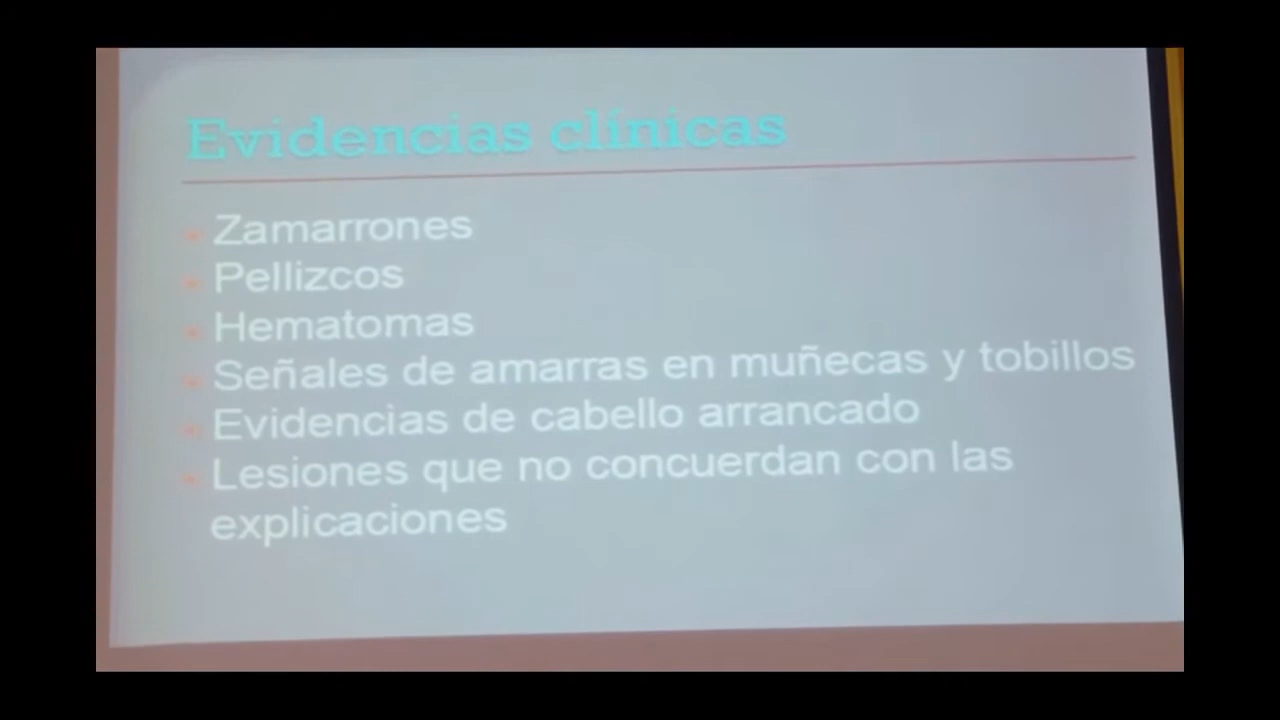 Evidencias clínicas
Zamarrones
Pellizcos
Hematomas
Señales de amarras en muñecas y tobillos
Evidencias de cabello arrancado
Lesiones que no concuerdan con las
explicaciones